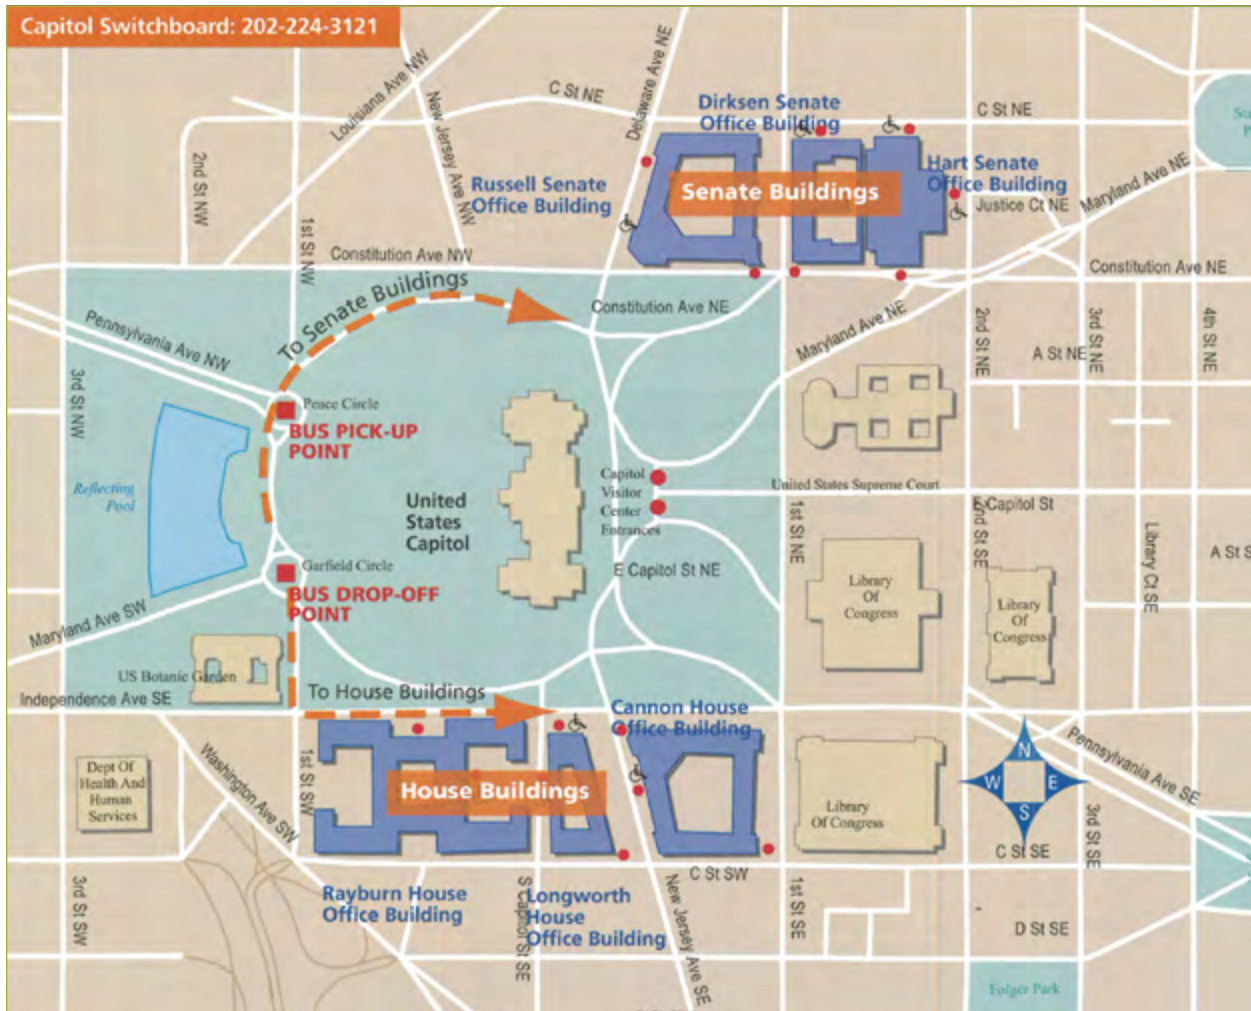 Capitol Switchboard: 202-224-3121
Delaware Ave NE
Louisiana Ave NW
C St NE
New Jersey Ave NW
Dirksen Senate
Office Building
C St NE
2nd St NW
Russell Senate
Office Building
Senate Buildings
Hart Senate
Office Building
Justice Ct NE
Maryland Ave NE
1st St NW
Constitution Ave NW
Constitution Ave NE
To Senate Buildings
Constitution Ave NE
Pennsylvania Ave NW
Maryland Ave NE
2nd St NE
3rd St NE
4th St NE
A St NE
3rd St NW
Peace Circle
BUS PICK-UP
POINT
Reflecting
Pool
United
States
Capitol
Capitol
Visitor
Center
Entrances
United States Supreme Court
E Capitol St
1st St NE
2nd St SE
Library Ct SE
A St S
Garfield Circle
BUS DROP-OFF
POINT
E Capitol St NE
Library
Of
Congress
Library
Of
Congress
Maryland Ave SW
US Botanic Garden
Independence Ave SE
To House Buildings
Cannon House
Office Building
N
W
E
S
Pennsylvania Ave SE
Dept Of
Health And
Human
Services
Washington Ave SW
1st St SW
House Buildings
Library
Of Congress
3rd St SE
C St SE
C St SW
3rd St SW
Rayburn House
Office Building
S Capitol St SE
Longworth
House
Office Building
New Jersey Ave SE
1st St SE
D St SE
Folger Park